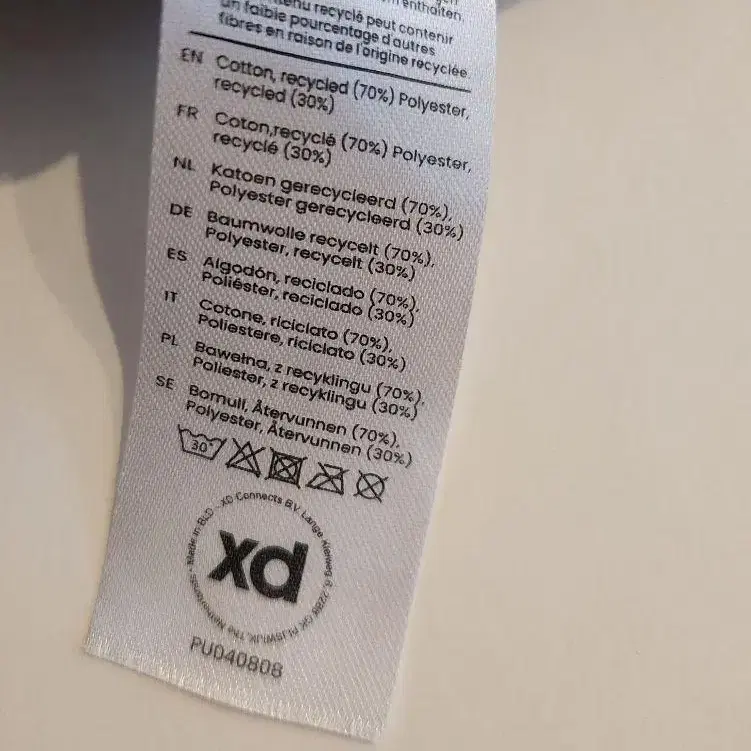 enthalten.
recyclé peut contenir
un faible pourcentage d'autres
fibres en raison de l'origine recyclée
EN Cotton, recycled (70%) Polyester,
recycled (30%)
FR Coton,recyclé (70%) Polyester,
recyclé (30%)
NL Katoen gerecycleerd (70%),
Polyester gerecycleerd (30%)
DE Baumwolle recycelt (70%),
Polyester, recycelt (30%)
ES Algodón, reciclado (70%),
Poliéster, reciclado (30%)
IT Cotone, riciclato (70%),
Poliestere, riciclato (30%)
PL Bawełna, z recyklingu (70%),
Poliester, z recyklingu (30%)
SE Bomull, Återvunnen (70%),
Polyester, Återvunnen (30%)
30°
Made in BLD - XD Connects B.V. Lange Kleiweg 6, 2288 GK RIJSWIJK, The Netherlands
xd
PU040808